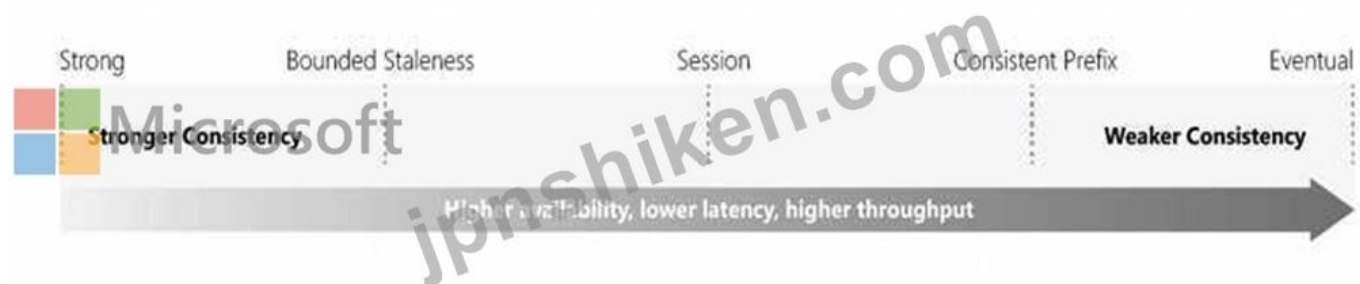 Strong Bounded Staleness Session Consistent Prefix Eventual
Microsoft
Stronger Consistency Weaker Consistency
Higher availability, lower latency, higher throughput
jpnshiken.com